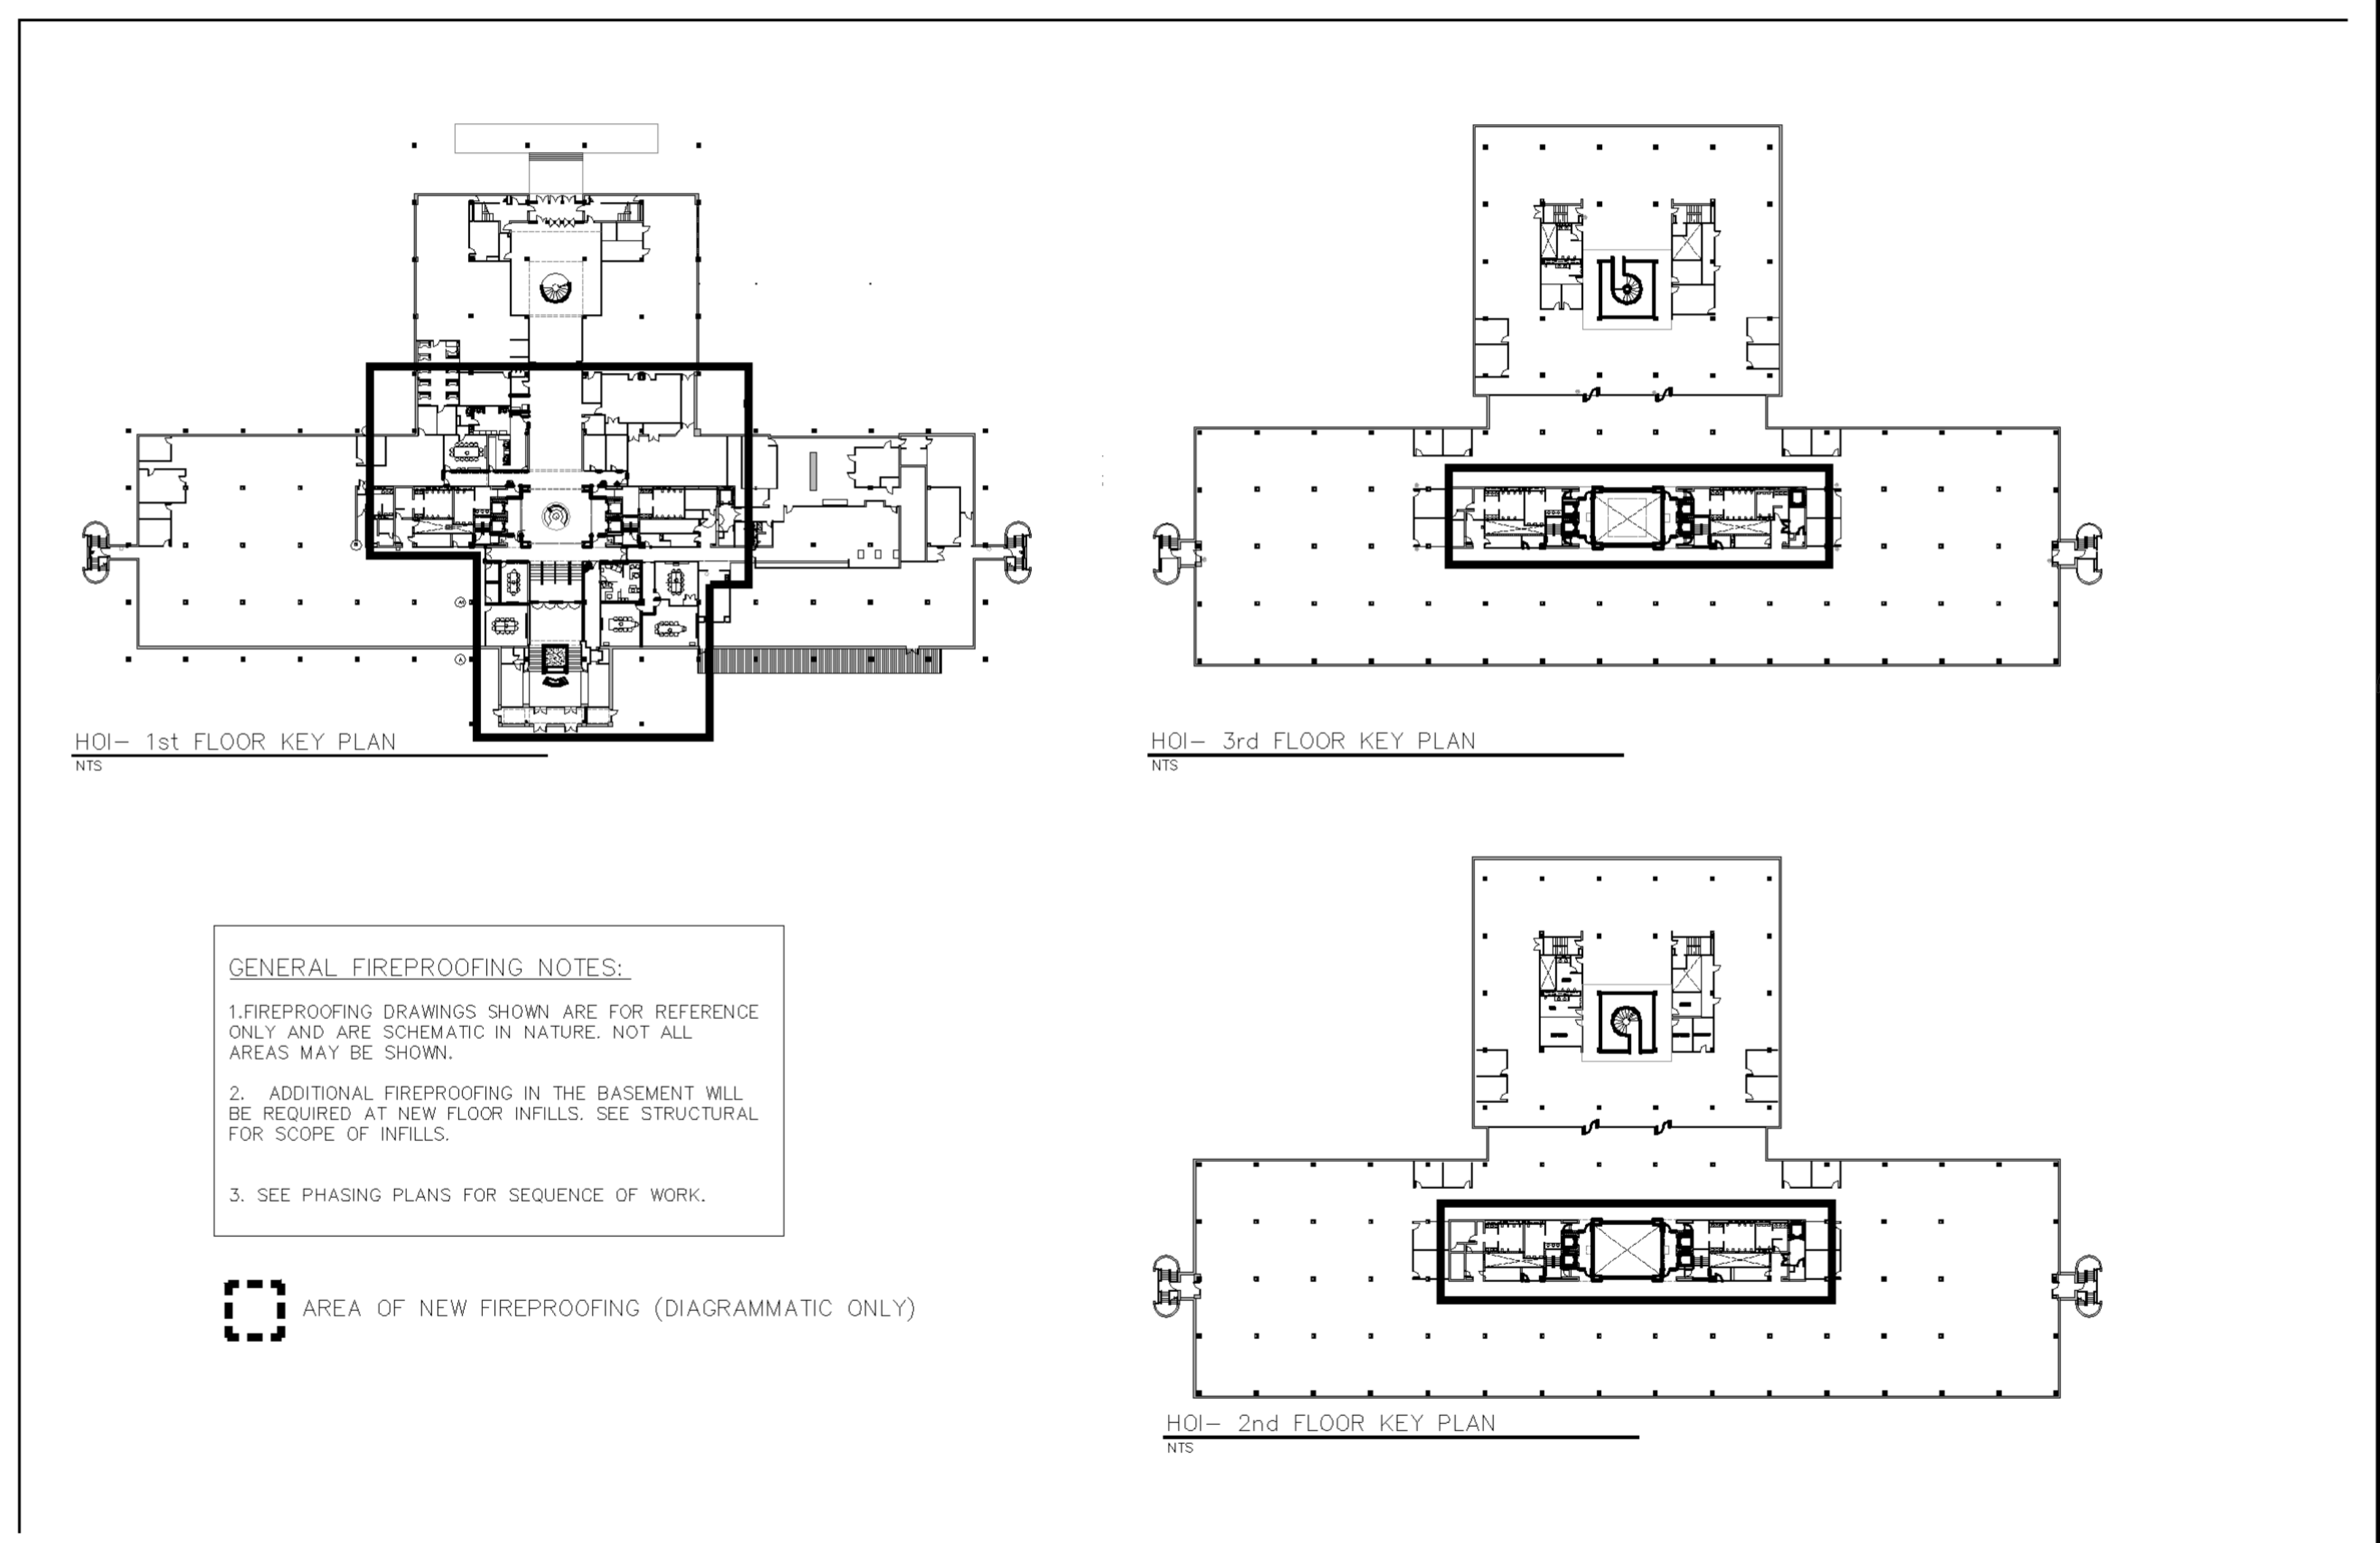 HOI- 1st FLOOR KEY PLAN
NTS
HOI- 3rd FLOOR KEY PLAN
NTS
GENERAL FIREPROOFING NOTES:
1.FIREPROOFING DRAWINGS SHOWN ARE FOR REFERENCE
ONLY AND ARE SCHEMATIC IN NATURE. NOT ALL
AREAS MAY BE SHOWN.
2. ADDITIONAL FIREPROOFING IN THE BASEMENT WILL
BE REQUIRED AT NEW FLOOR INFILLS. SEE STRUCTURAL
FOR SCOPE OF INFILLS.
3. SEE PHASING PLANS FOR SEQUENCE OF WORK.
AREA OF NEW FIREPROOFING (DIAGRAMMATIC ONLY)
HOI- 2nd FLOOR KEY PLAN
NTS